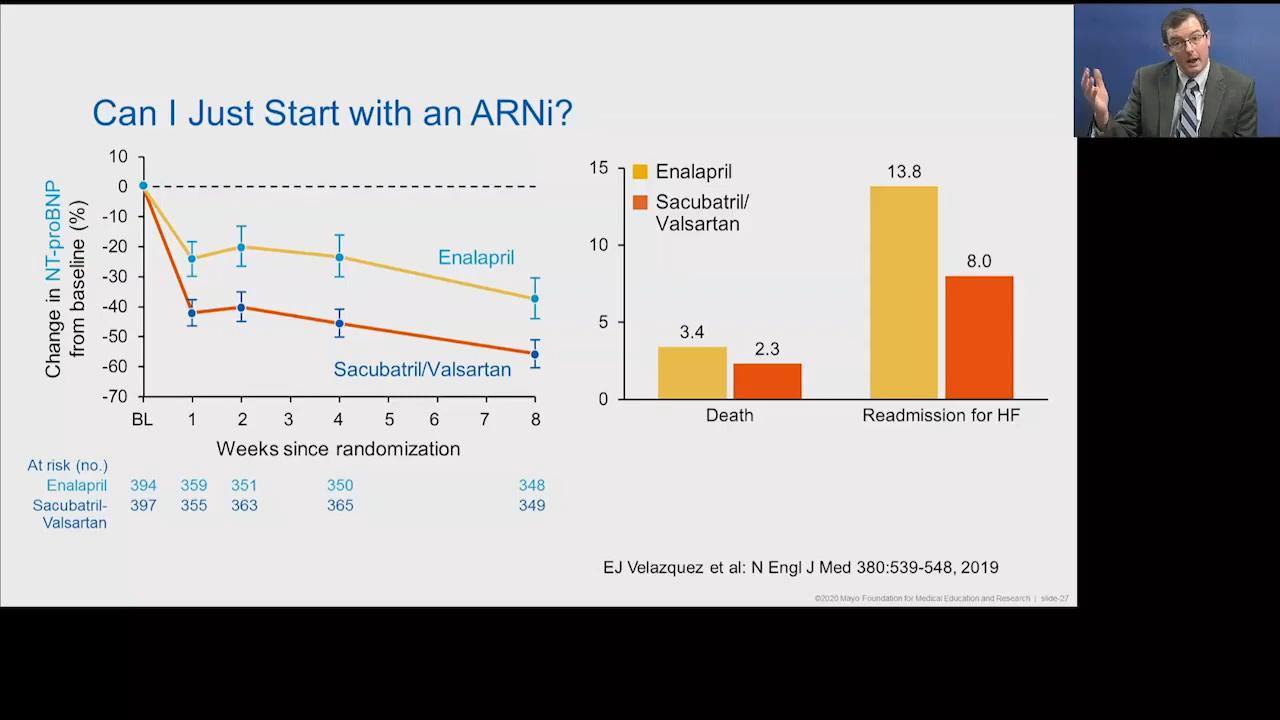 Can I Just Start with an ARNi?
Change in NT-proBNP
from baseline (%)
10
0
-10
-20
-30
-40
-50
-60
-70
Enalapril
Sacubatril/Valsartan
BL 1 2 3 4 5 6 7 8
Weeks since randomization
At risk (no.)
Enalapril 394 359 351 350 348
Sacubatril- 397 355 363 365 349
Valsartan
15
10
5
0
Enalapril
Sacubatril/
Valsartan
3.4
2.3
13.8
8.0
Death
Readmission for HF
EJ Velazquez et al: N Engl J Med 380:539-548, 2019
©2020 Mayo Foundation for Medical Education and Research | slide-27